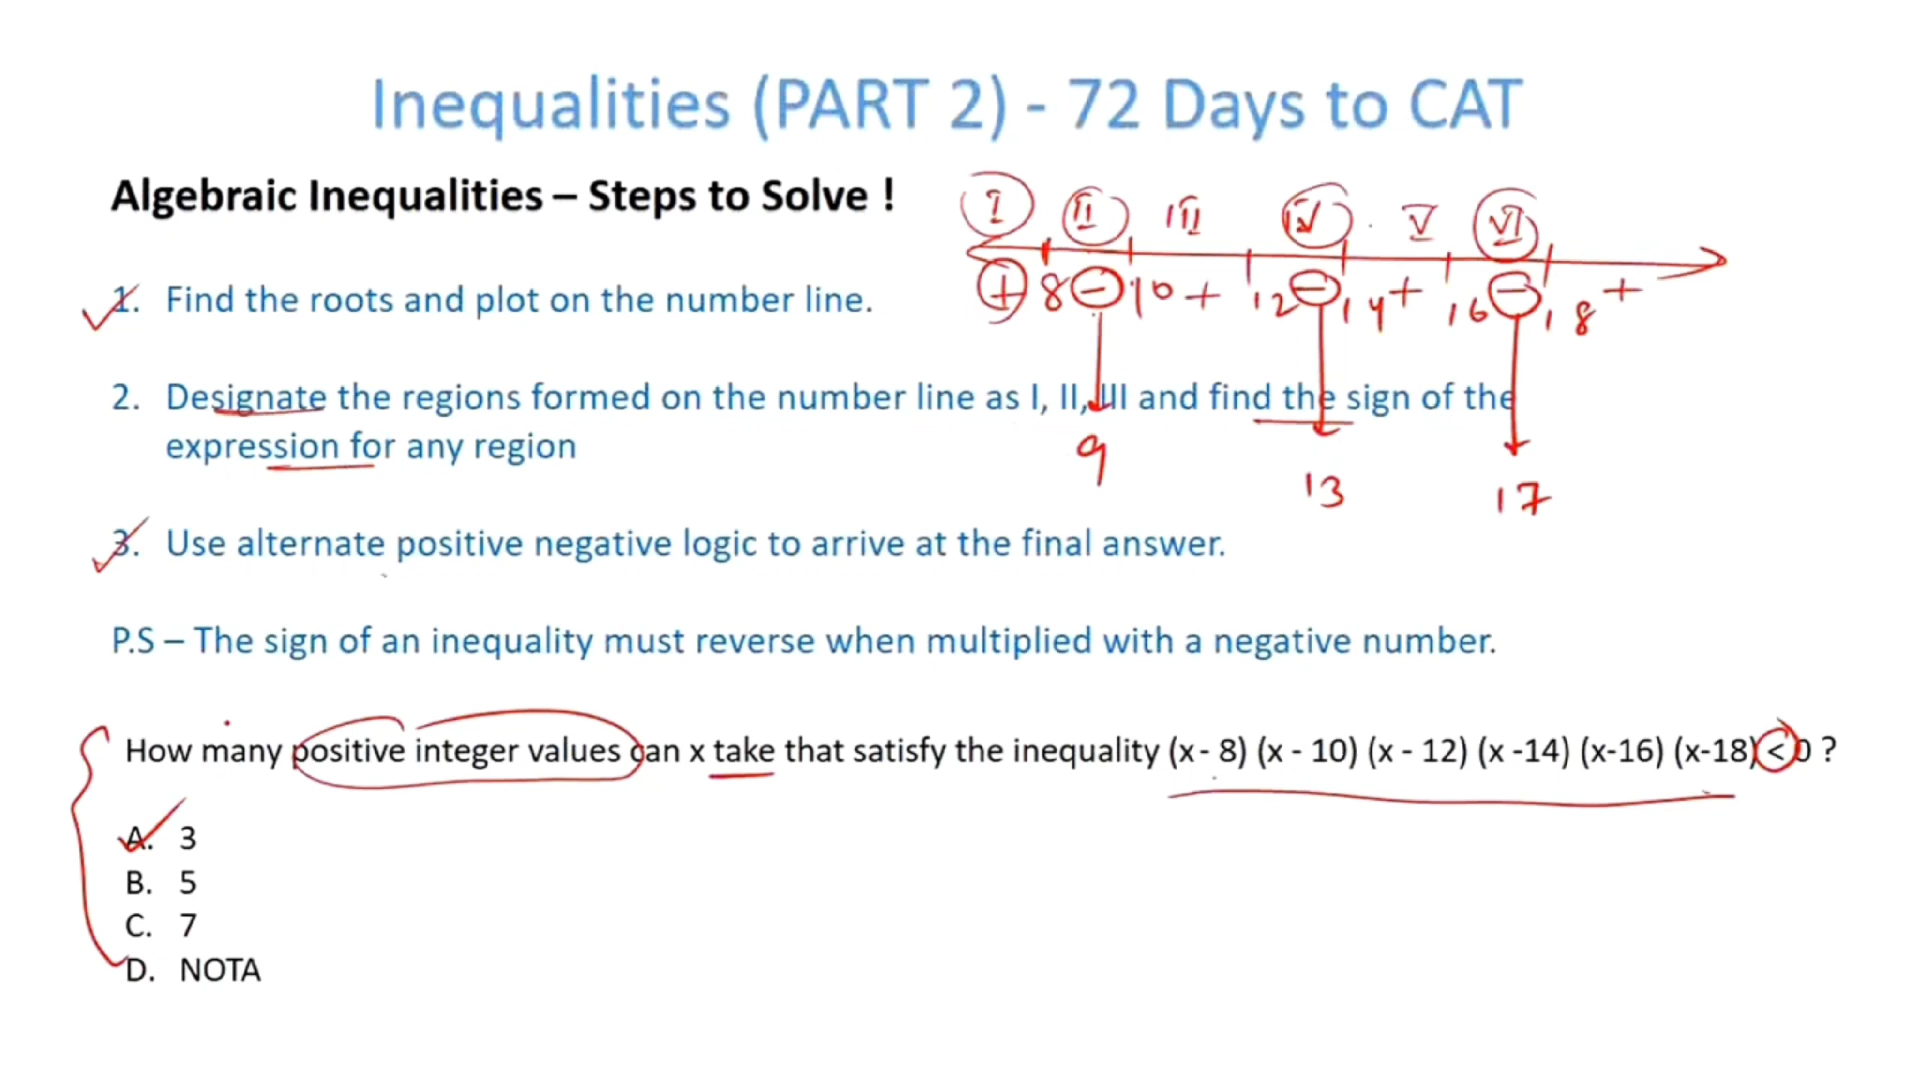 Inequalities (PART 2) - 72 Days to CAT
Algebraic Inequalities – Steps to Solve !
I II III IV V VI
+ 8 - 10 + 12 - 14 + 16 - 18 +
1. Find the roots and plot on the number line.
2. Designate the regions formed on the number line as I, II, III and find the sign of the
expression for any region
9 13 17
3. Use alternate positive negative logic to arrive at the final answer.
P.S – The sign of an inequality must reverse when multiplied with a negative number.
How many positive integer values can x take that satisfy the inequality (x - 8) (x - 10) (x - 12) (x -14) (x-16) (x-18) < 0 ?
A. 3
B. 5
C. 7
D. NOTA